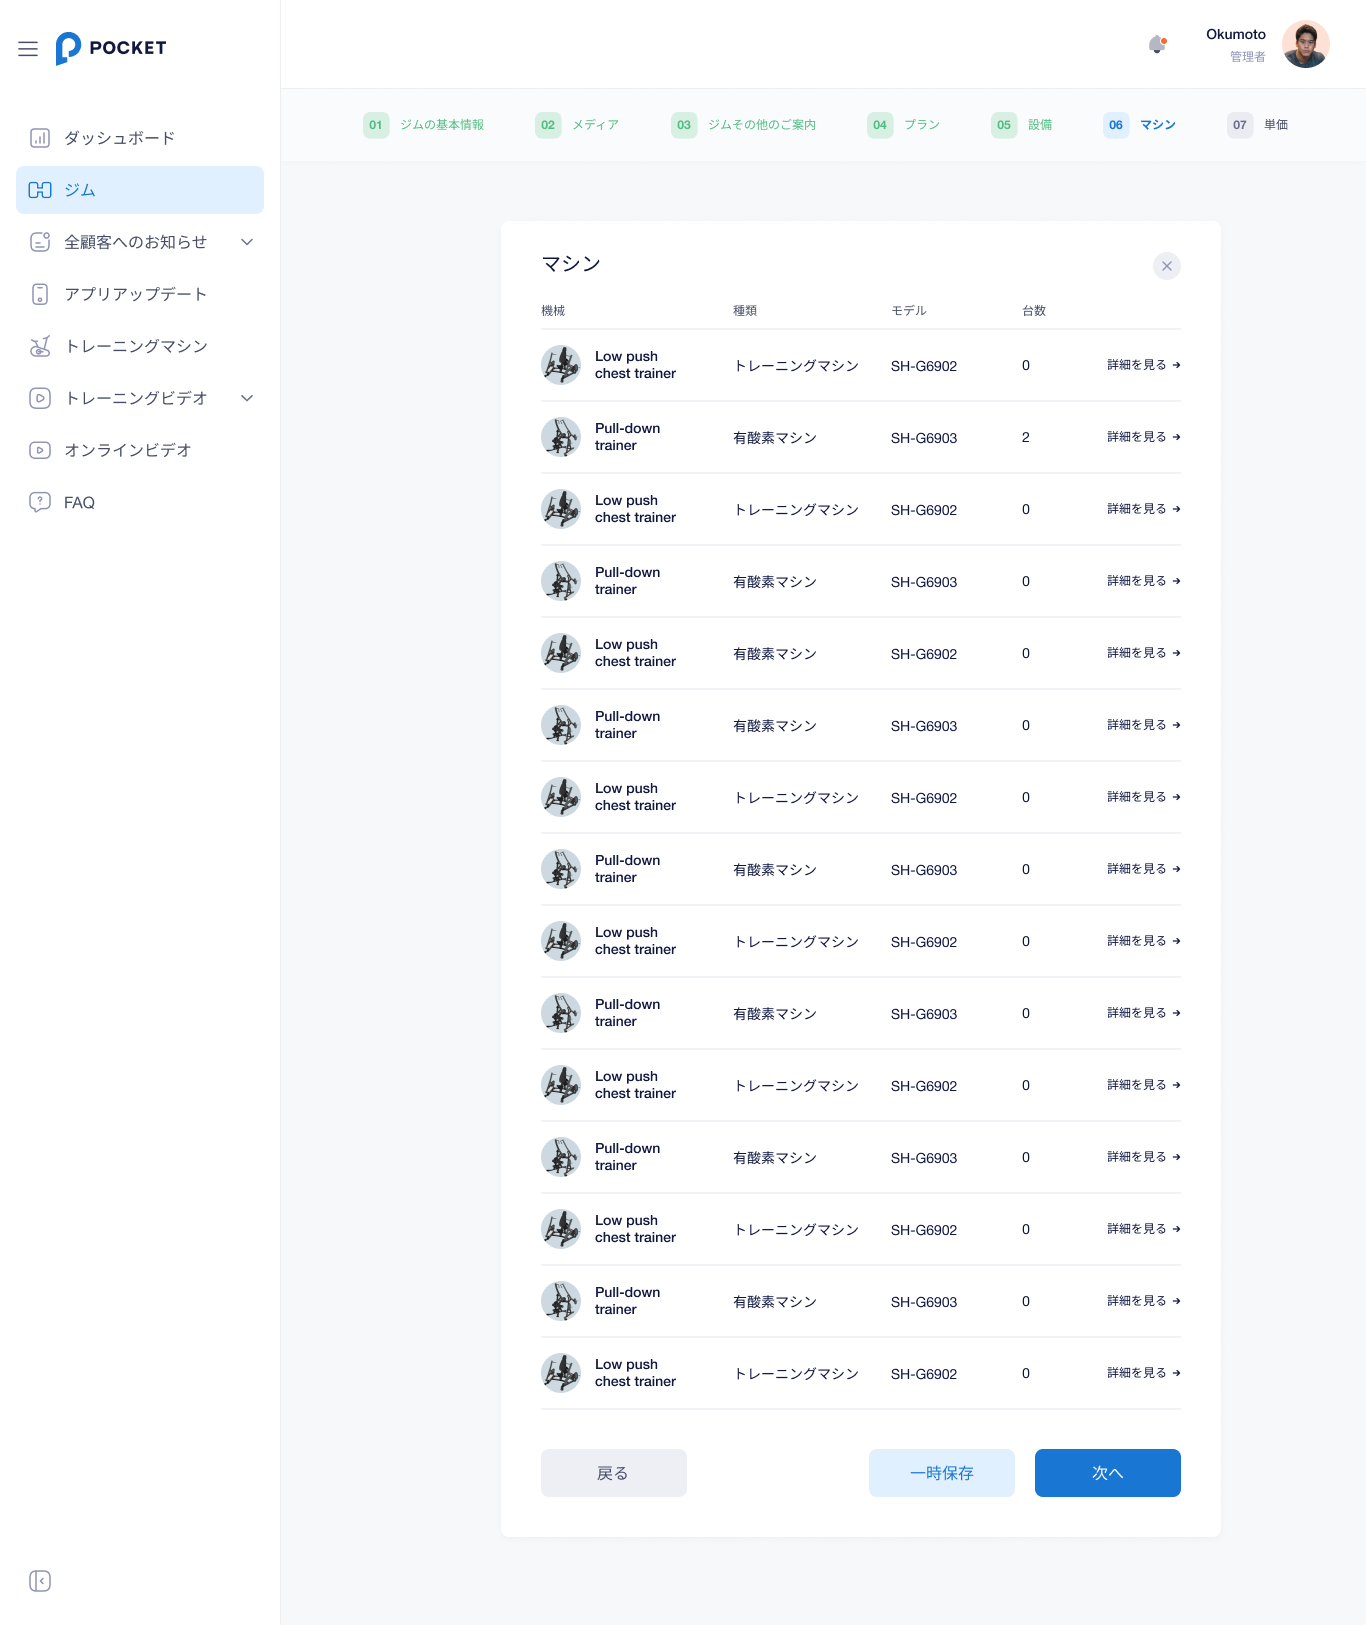 POCKET
Okumoto
管理者
ダッシュボード
ジム
全顧客へのお知らせ
アプリアップデート
トレーニングマシン
トレーニングビデオ
オンラインビデオ
FAQ
01 ジムの基本情報
02 メディア
03 ジムその他のご案内
04 プラン
05 設備
06 マシン
07 単価
マシン
機械 種類 モデル 台数
Low push
chest trainer
トレーニングマシン SH-G6902 0 詳細を見る
Pull-down
trainer
有酸素マシン SH-G6903 2 詳細を見る
Low push
chest trainer
トレーニングマシン SH-G6902 0 詳細を見る
Pull-down
trainer
有酸素マシン SH-G6903 0 詳細を見る
Low push
chest trainer
有酸素マシン SH-G6902 0 詳細を見る
Pull-down
trainer
有酸素マシン SH-G6903 0 詳細を見る
Low push
chest trainer
トレーニングマシン SH-G6902 0 詳細を見る
Pull-down
trainer
有酸素マシン SH-G6903 0 詳細を見る
Low push
chest trainer
トレーニングマシン SH-G6902 0 詳細を見る
Pull-down
trainer
有酸素マシン SH-G6903 0 詳細を見る
Low push
chest trainer
トレーニングマシン SH-G6902 0 詳細を見る
Pull-down
trainer
有酸素マシン SH-G6903 0 詳細を見る
Low push
chest trainer
トレーニングマシン SH-G6902 0 詳細を見る
Pull-down
trainer
有酸素マシン SH-G6903 0 詳細を見る
Low push
chest trainer
トレーニングマシン SH-G6902 0 詳細を見る
戻る
一時保存
次へ